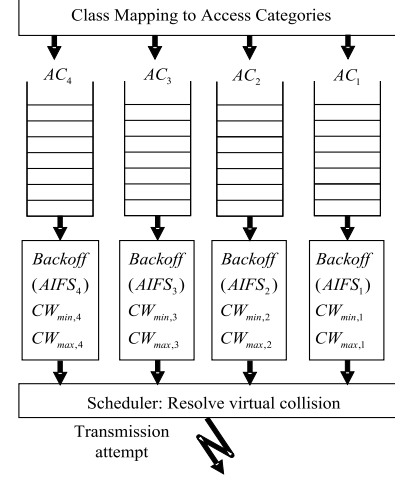 Class Mapping to Access Categories
AC4 AC3 AC2 AC1
Backoff Backoff Backoff Backoff
(AIFS4) (AIFS3) (AIFS2) (AIFS1)
CWmin,4 CWmin,3 CWmin,2 CWmin,1
CWmax,4 CWmax,3 CWmax,2 CWmax,1
Scheduler: Resolve virtual collision
Transmission
attempt